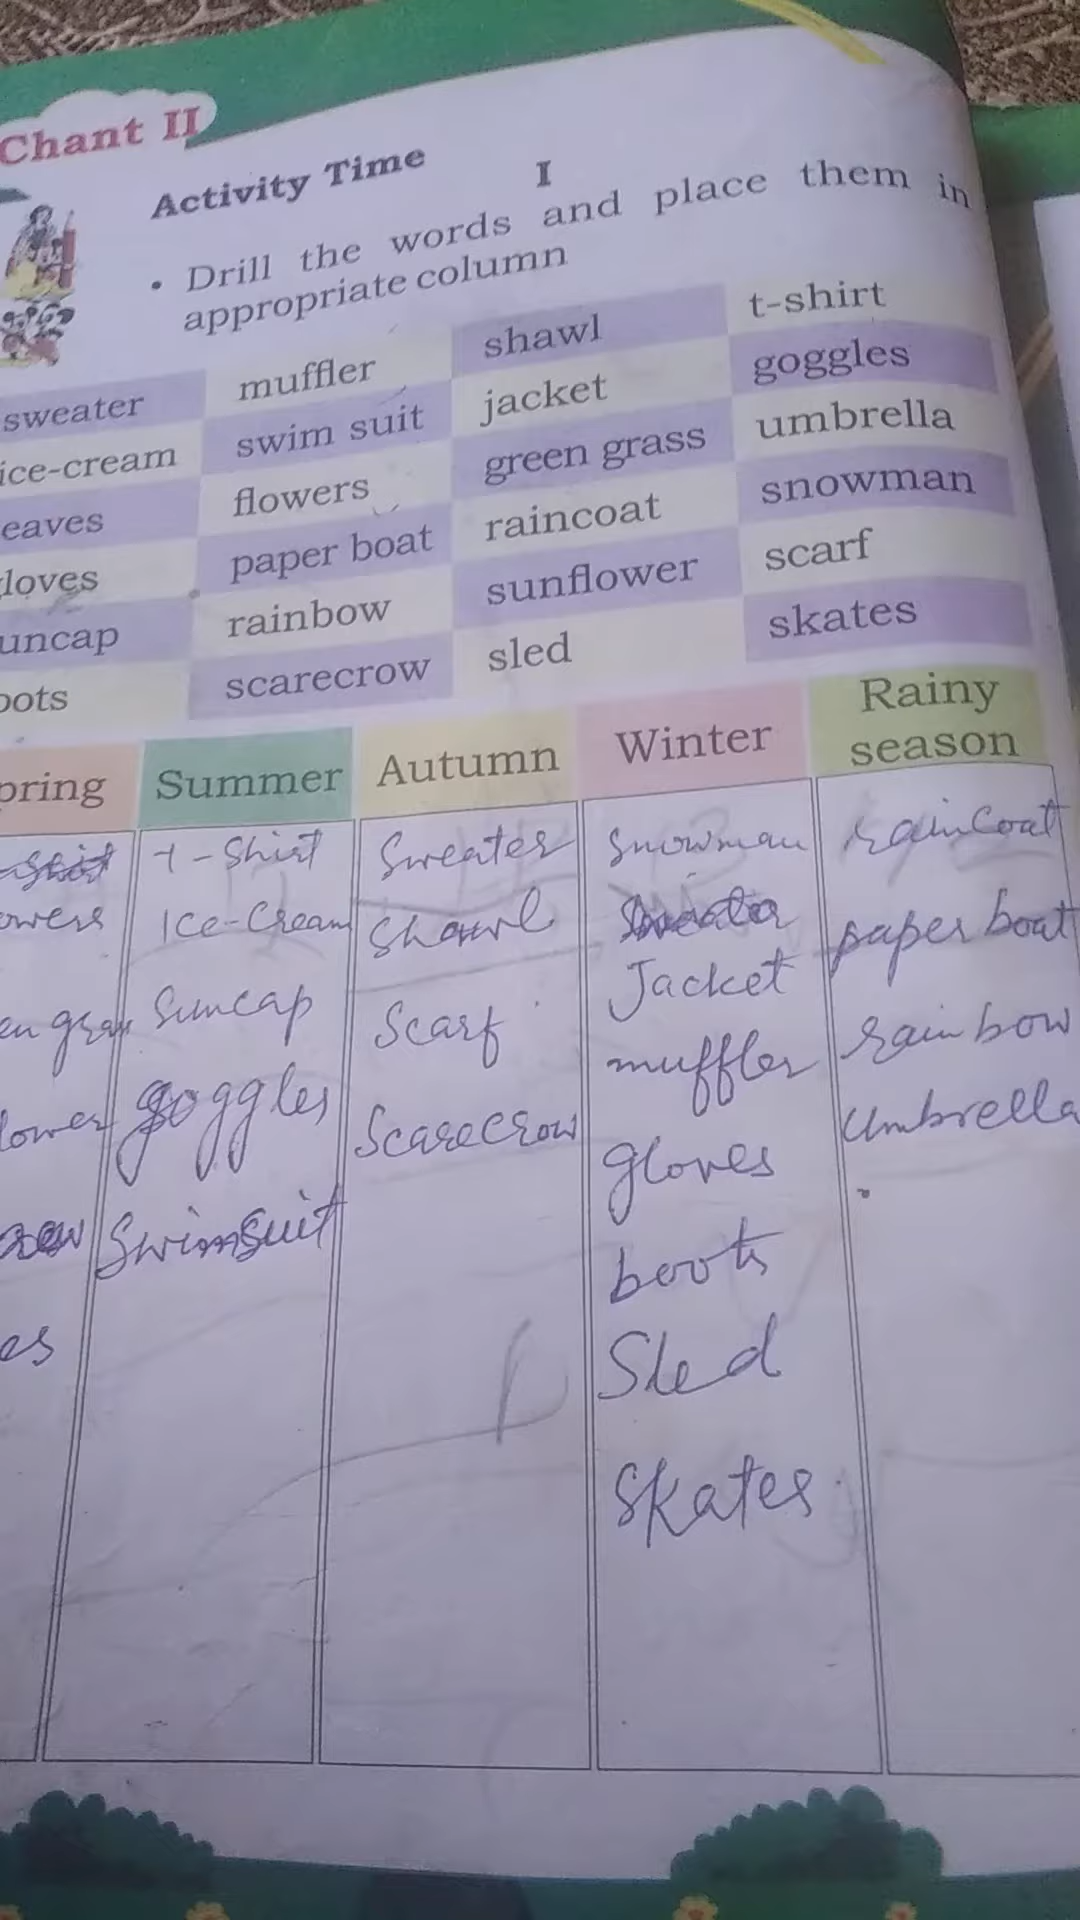 Chant II
Activity Time
I
• Drill the words and place them in
appropriate column
sweater muffler shawl t-shirt
ice-cream swim suit jacket goggles
eaves flowers green grass umbrella
loves paper boat raincoat snowman
uncap rainbow sunflower scarf
oots scarecrow sled skates
pring Summer Autumn Winter Rainy season
t-Shirt Sweater Snowman raincoat
owers Ice-Cream Shawl paper boat
en gras Suncap Scarf Jacket rainbow
lower goggles Scarecrow muffler Umbrella
Swimsuit gloves
es boots
Sled
Skates